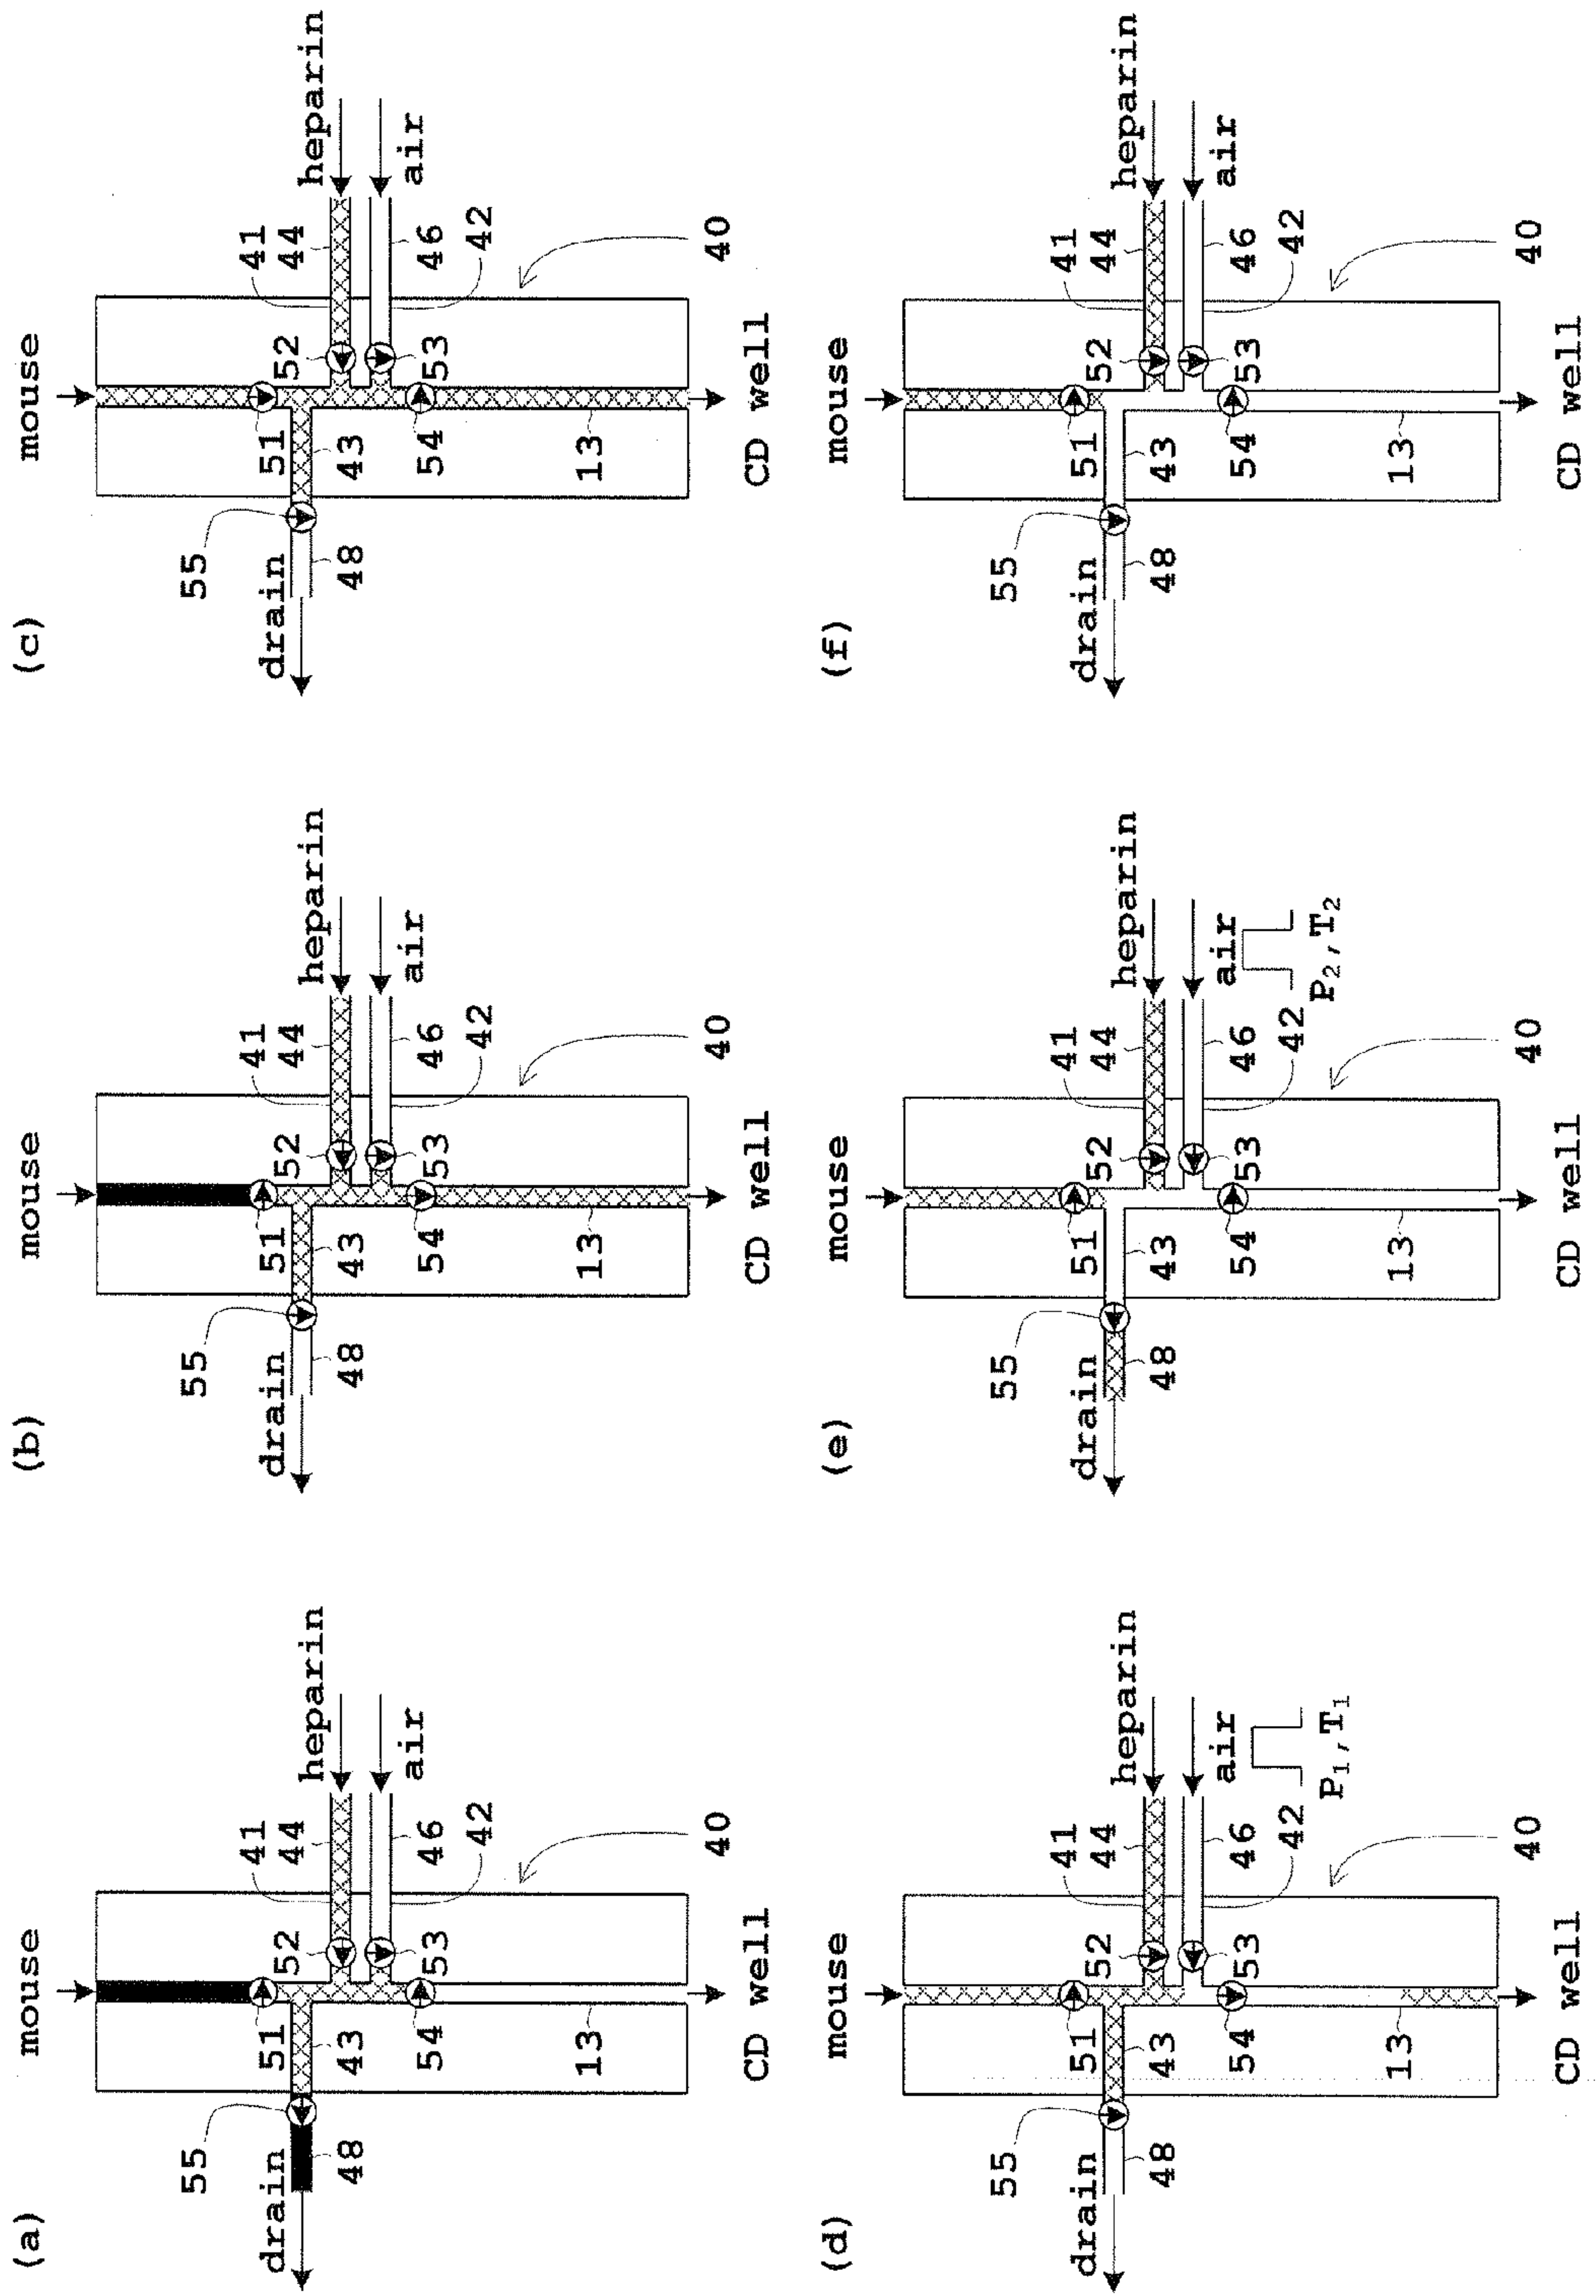 (a)
mouse
heparin
air
drain
CD well
55
48
51
43
54
13
52
53
41
44
46
42
40
(b)
mouse
heparin
air
drain
CD well
55
48
51
43
54
13
52
53
41
44
46
42
40
(c)
mouse
heparin
air
drain
CD well
55
48
51
43
54
13
52
53
41
44
46
42
40
(d)
mouse
heparin
air
P₁,T₁
drain
CD well
55
48
51
43
54
13
52
53
41
44
46
42
40
(e)
mouse
heparin
air
P₂,T₂
drain
CD well
55
48
51
43
54
13
52
53
41
44
46
42
40
(f)
mouse
heparin
air
drain
CD well
55
48
51
43
54
13
52
53
41
44
46
42
40